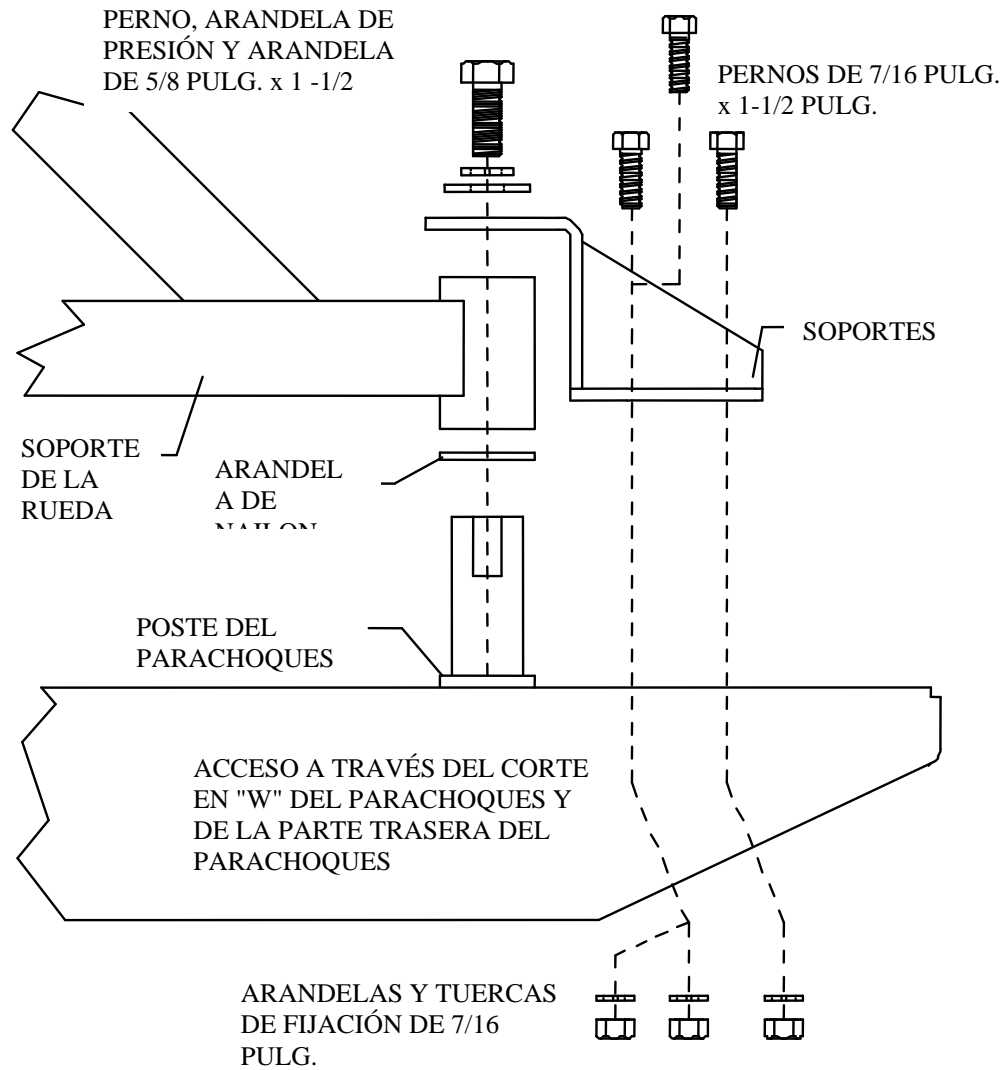 PERNO, ARANDELA DE
PRESIÓN Y ARANDELA
DE 5/8 PULG. x 1 -1/2
PERNOS DE 7/16 PULG.
x 1-1/2 PULG.
SOPORTES
SOPORTE
DE LA
RUEDA
ARANDEL
A DE
NAILON
POSTE DEL
PARACHOQUES
ACCESO A TRAVÉS DEL CORTE
EN "W" DEL PARACHOQUES Y
DE LA PARTE TRASERA DEL
PARACHOQUES
ARANDELAS Y TUERCAS
DE FIJACIÓN DE 7/16
PULG.